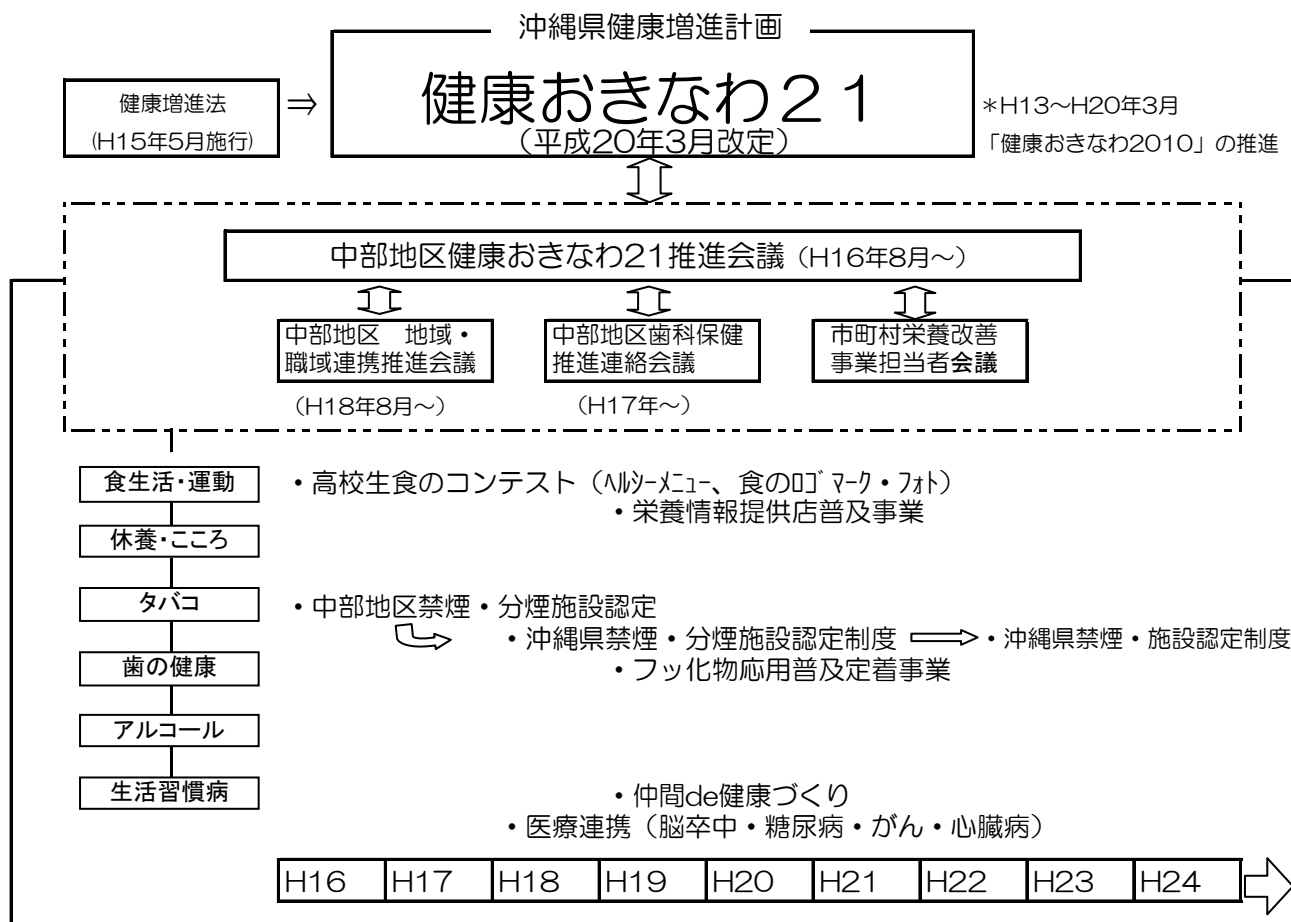 沖縄県健康増進計画
健康おきなわ２１
（平成20年3月改定）
健康増進法
(H15年5月施行)
⇒
＊H13～H20年3月
「健康おきなわ2010」の推進
中部地区健康おきなわ21推進会議（H16年8月～）
中部地区　地域・
職域連携推進会議
（H18年8月～）
中部地区歯科保健
推進連絡会議
（H17年～）
市町村栄養改善
事業担当者会議
食生活・運動
・高校生食のコンテスト（ﾍﾙｼｰﾒﾆｭｰ、食のﾛｺﾞﾏｰｸ・ﾌｫﾄ）
・栄養情報提供店普及事業
休養・こころ
タバコ
・中部地区禁煙・分煙施設認定
・沖縄県禁煙・分煙施設認定制度
・沖縄県禁煙・施設認定制度
歯の健康
・フッ化物応用普及定着事業
アルコール
生活習慣病
・仲間de健康づくり
・医療連携（脳卒中・糖尿病・がん・心臓病）
H16 H17 H18 H19 H20 H21 H22 H23 H24